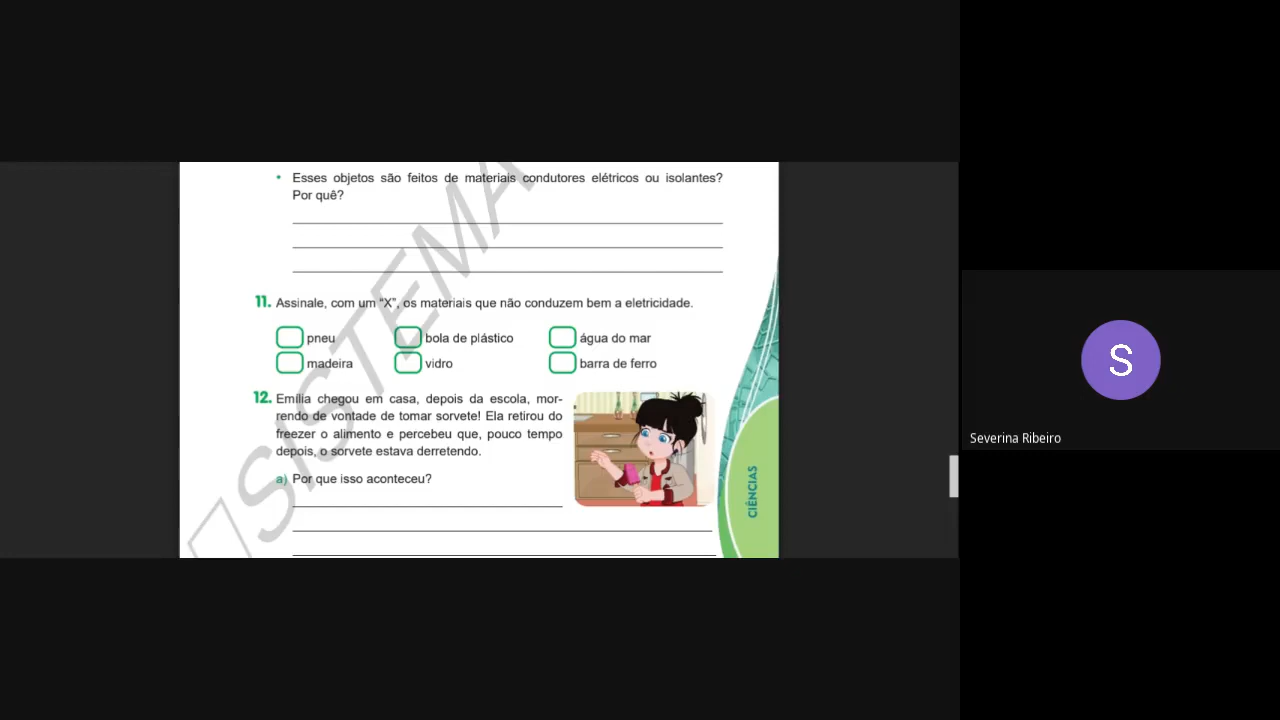 • Esses objetos são feitos de materiais condutores elétricos ou isolantes?
Por quê?
11. Assinale, com um “X”, os materiais que não conduzem bem a eletricidade.
pneu bola de plástico água do mar
madeira vidro barra de ferro
12. Emília chegou em casa, depois da escola, mor-
rendo de vontade de tomar sorvete! Ela retirou do
freezer o alimento e percebeu que, pouco tempo
depois, o sorvete estava derretendo.
a) Por que isso aconteceu?
CIÊNCIAS
SISTEMA
S
Severina Ribeiro